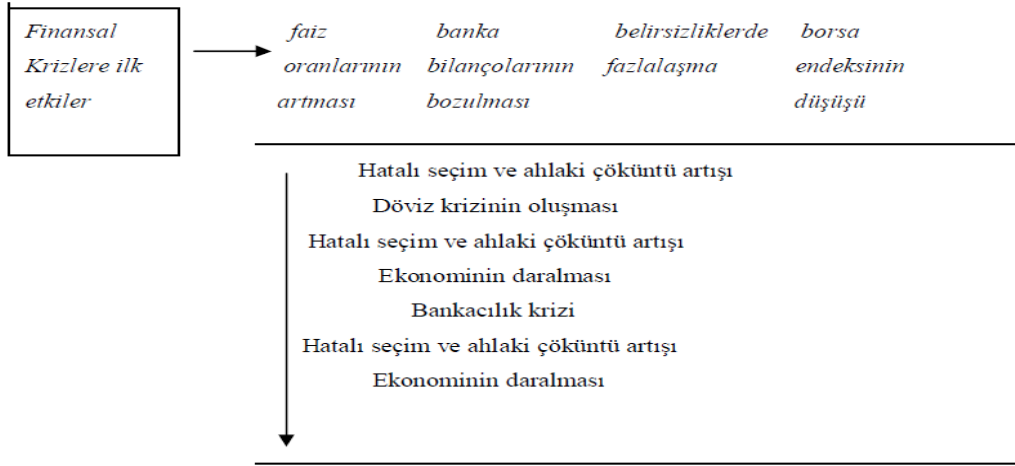 Finansal
Krizlere ilk
etkiler
faiz
oranlarının
artması
banka
bilançolarının
bozulması
belirsizliklerde
fazlalaşma
borsa
endeksinin
düşüşü
Hatalı seçim ve ahlaki çöküntü artışı
Döviz krizinin oluşması
Hatalı seçim ve ahlaki çöküntü artışı
Ekonominin daralması
Bankacılık krizi
Hatalı seçim ve ahlaki çöküntü artışı
Ekonominin daralması